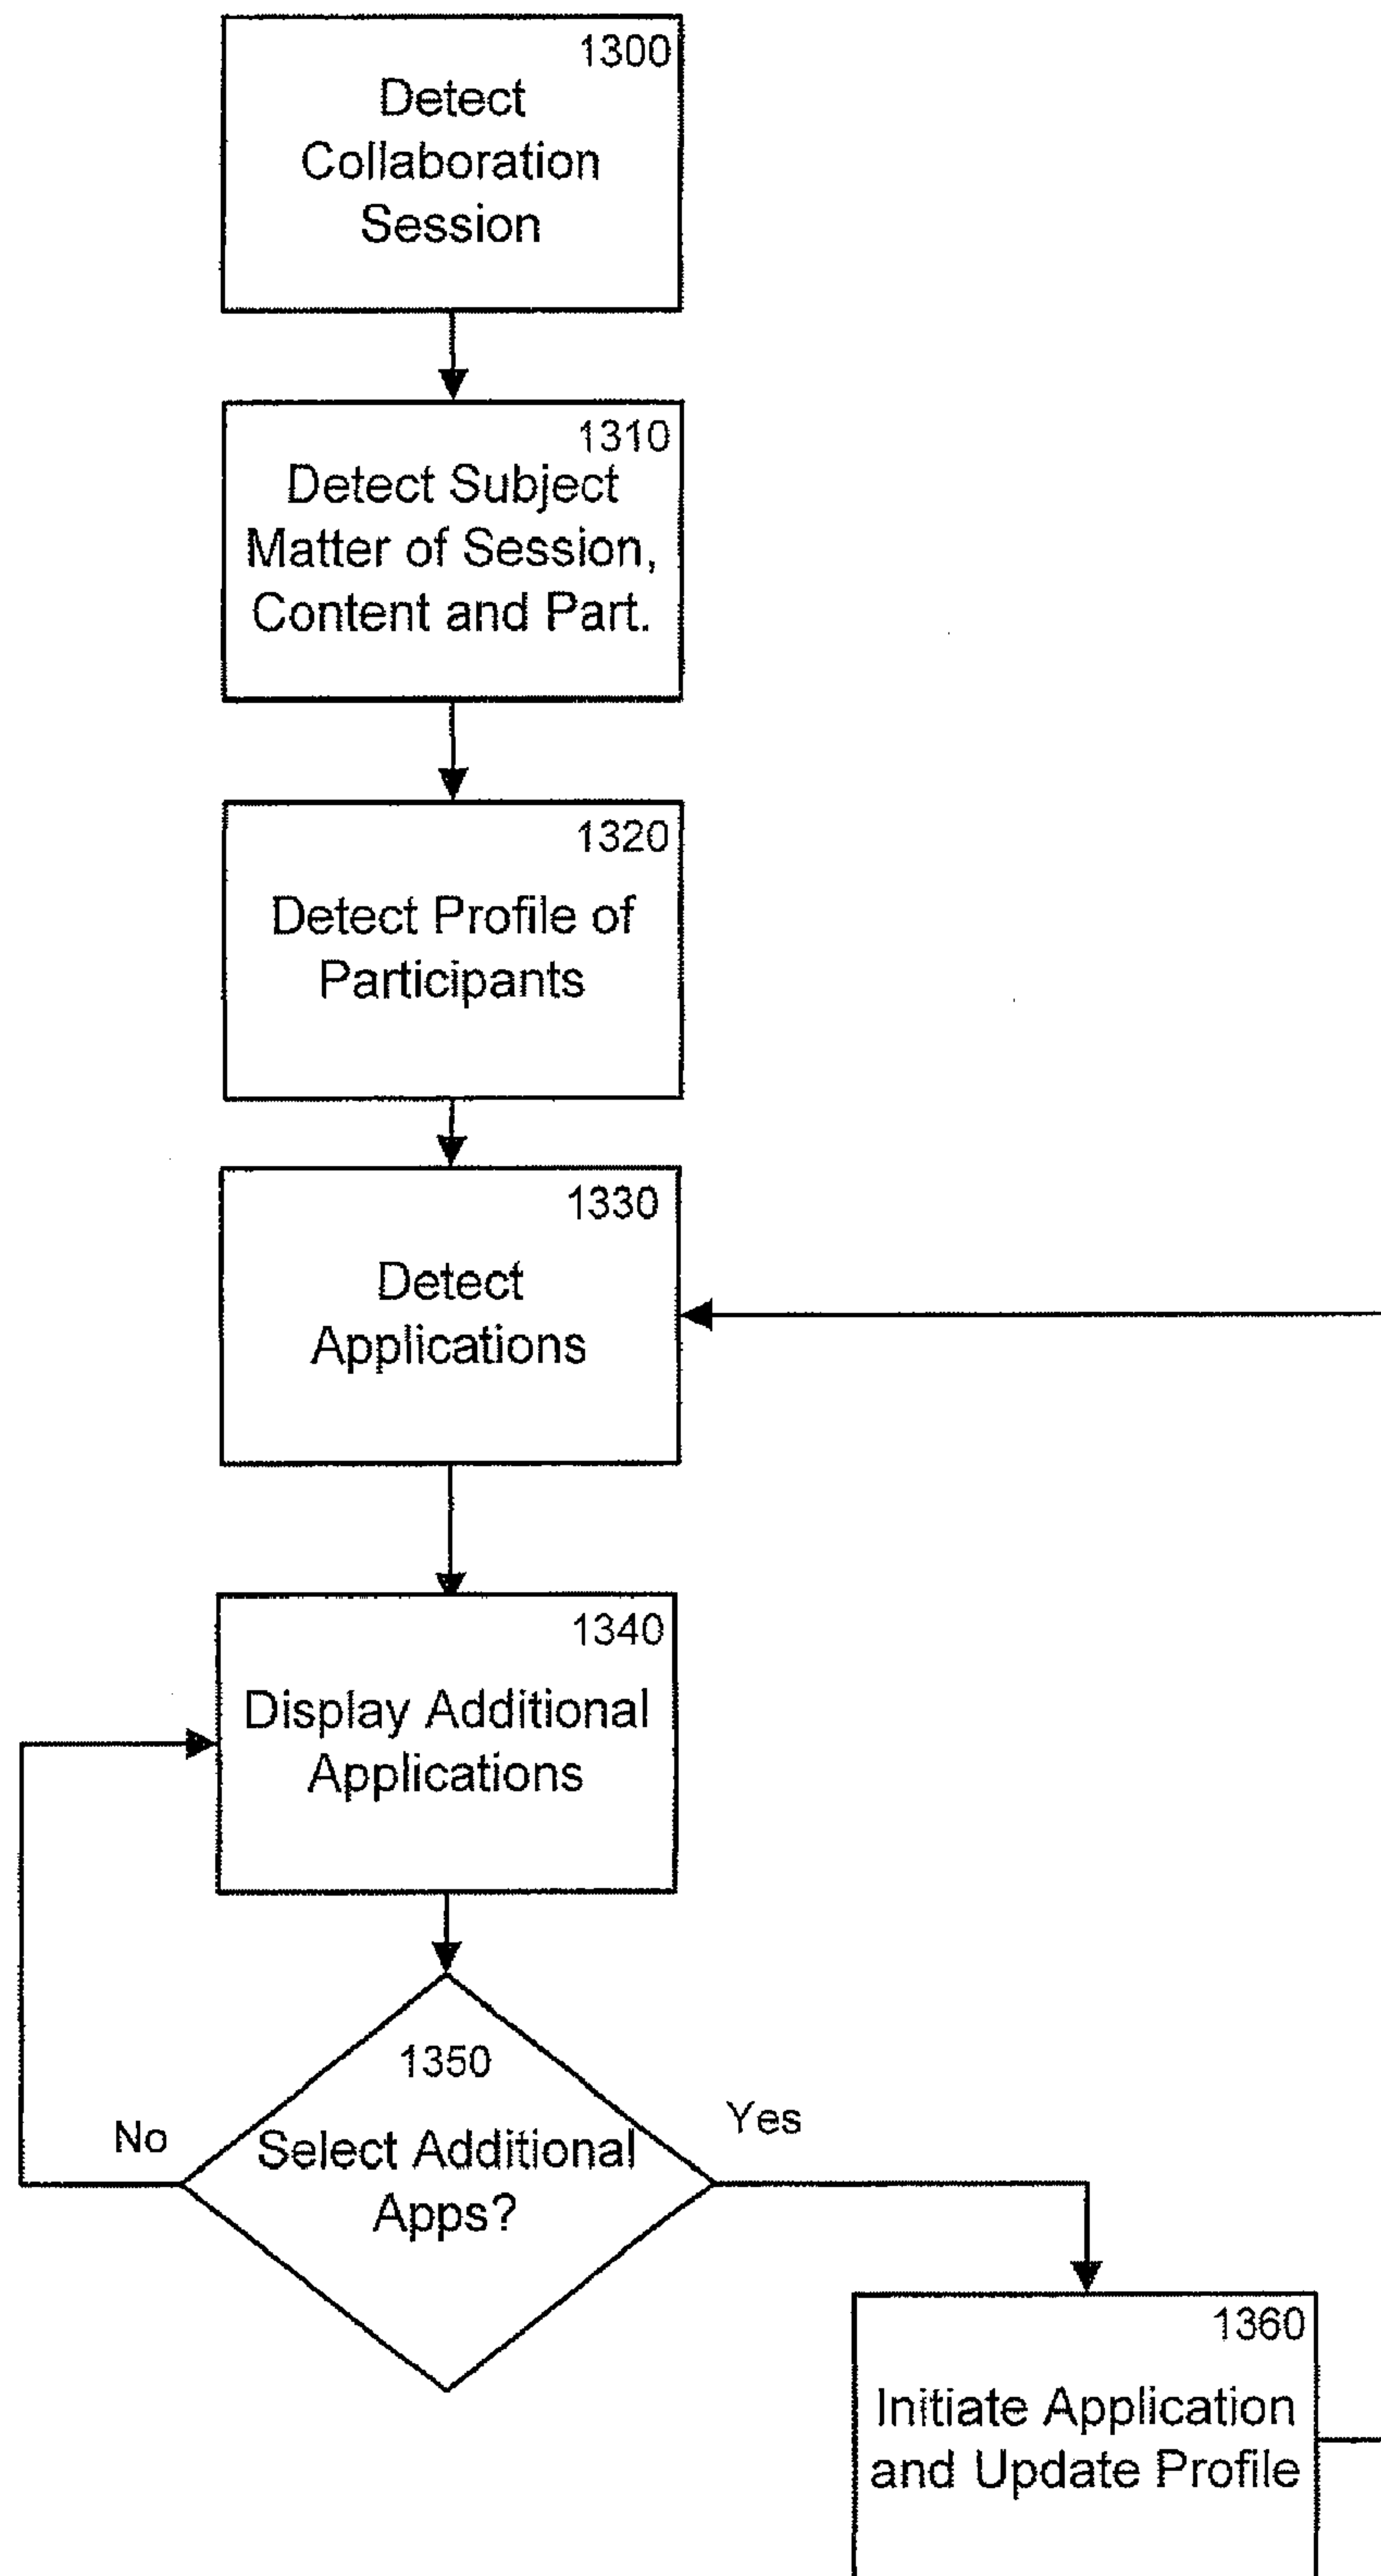 1300
Detect
Collaboration
Session
1310
Detect Subject
Matter of Session,
Content and Part.
1320
Detect Profile of
Participants
1330
Detect
Applications
1340
Display Additional
Applications
1350
No
Yes
Select Additional
Apps?
1360
Initiate Application
and Update Profile